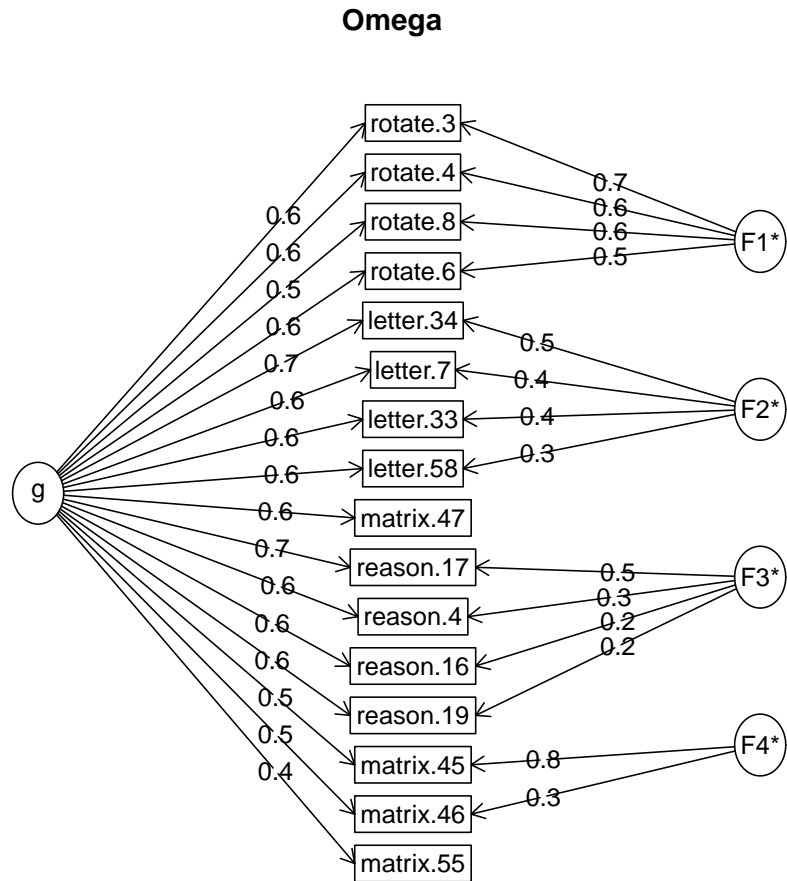 Omega
rotate.3
rotate.4
rotate.8
rotate.6
letter.34
letter.7
letter.33
letter.58
matrix.47
reason.17
reason.4
reason.16
reason.19
matrix.45
matrix.46
matrix.55
g
0.6
0.6
0.5
0.6
0.7
0.6
0.6
0.6
0.6
0.7
0.6
0.6
0.6
0.5
0.5
0.4
F1*
0.7
0.6
0.6
0.5
F2*
0.5
0.4
0.4
0.3
F3*
0.5
0.3
0.2
0.2
F4*
0.8
0.3